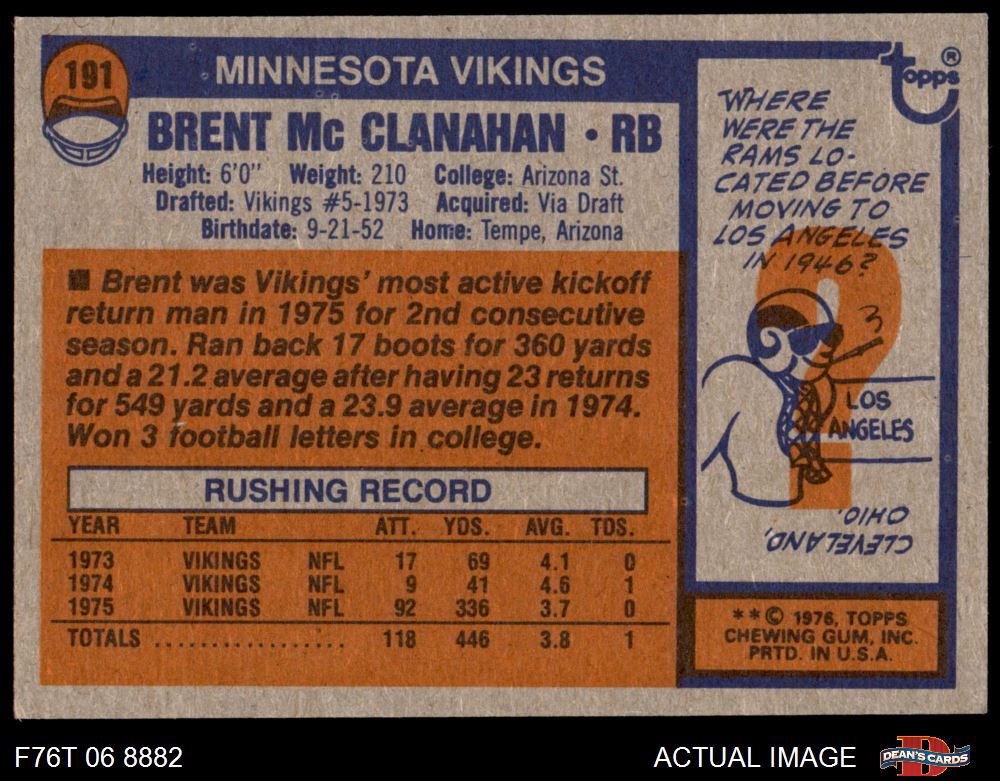 191
MINNESOTA VIKINGS
BRENT Mc CLANAHAN • RB
Height: 6'0" Weight: 210 College: Arizona St.
Drafted: Vikings #5-1973 Acquired: Via Draft
Birthdate: 9-21-52 Home: Tempe, Arizona
■ Brent was Vikings' most active kickoff
return man in 1975 for 2nd consecutive
season. Ran back 17 boots for 360 yards
and a 21.2 average after having 23 returns
for 549 yards and a 23.9 average in 1974.
Won 3 football letters in college.
RUSHING RECORD
YEAR TEAM ATT. YDS. AVG. TDS.
1973 VIKINGS NFL 17 69 4.1 0
1974 VIKINGS NFL 9 41 4.6 1
1975 VIKINGS NFL 92 336 3.7 0
TOTALS ................. 118 446 3.8 1
topps®
WHERE
WERE THE
RAMS LO-
CATED BEFORE
MOVING TO
LOS ANGELES
IN 1946?
?
LOS
ANGELES
CLEVELAND,
OHIO.
**© 1976, TOPPS
CHEWING GUM, INC.
PRTD. IN U.S.A.
F76T 06 8882
ACTUAL IMAGE
D
DEAN'S CARDS